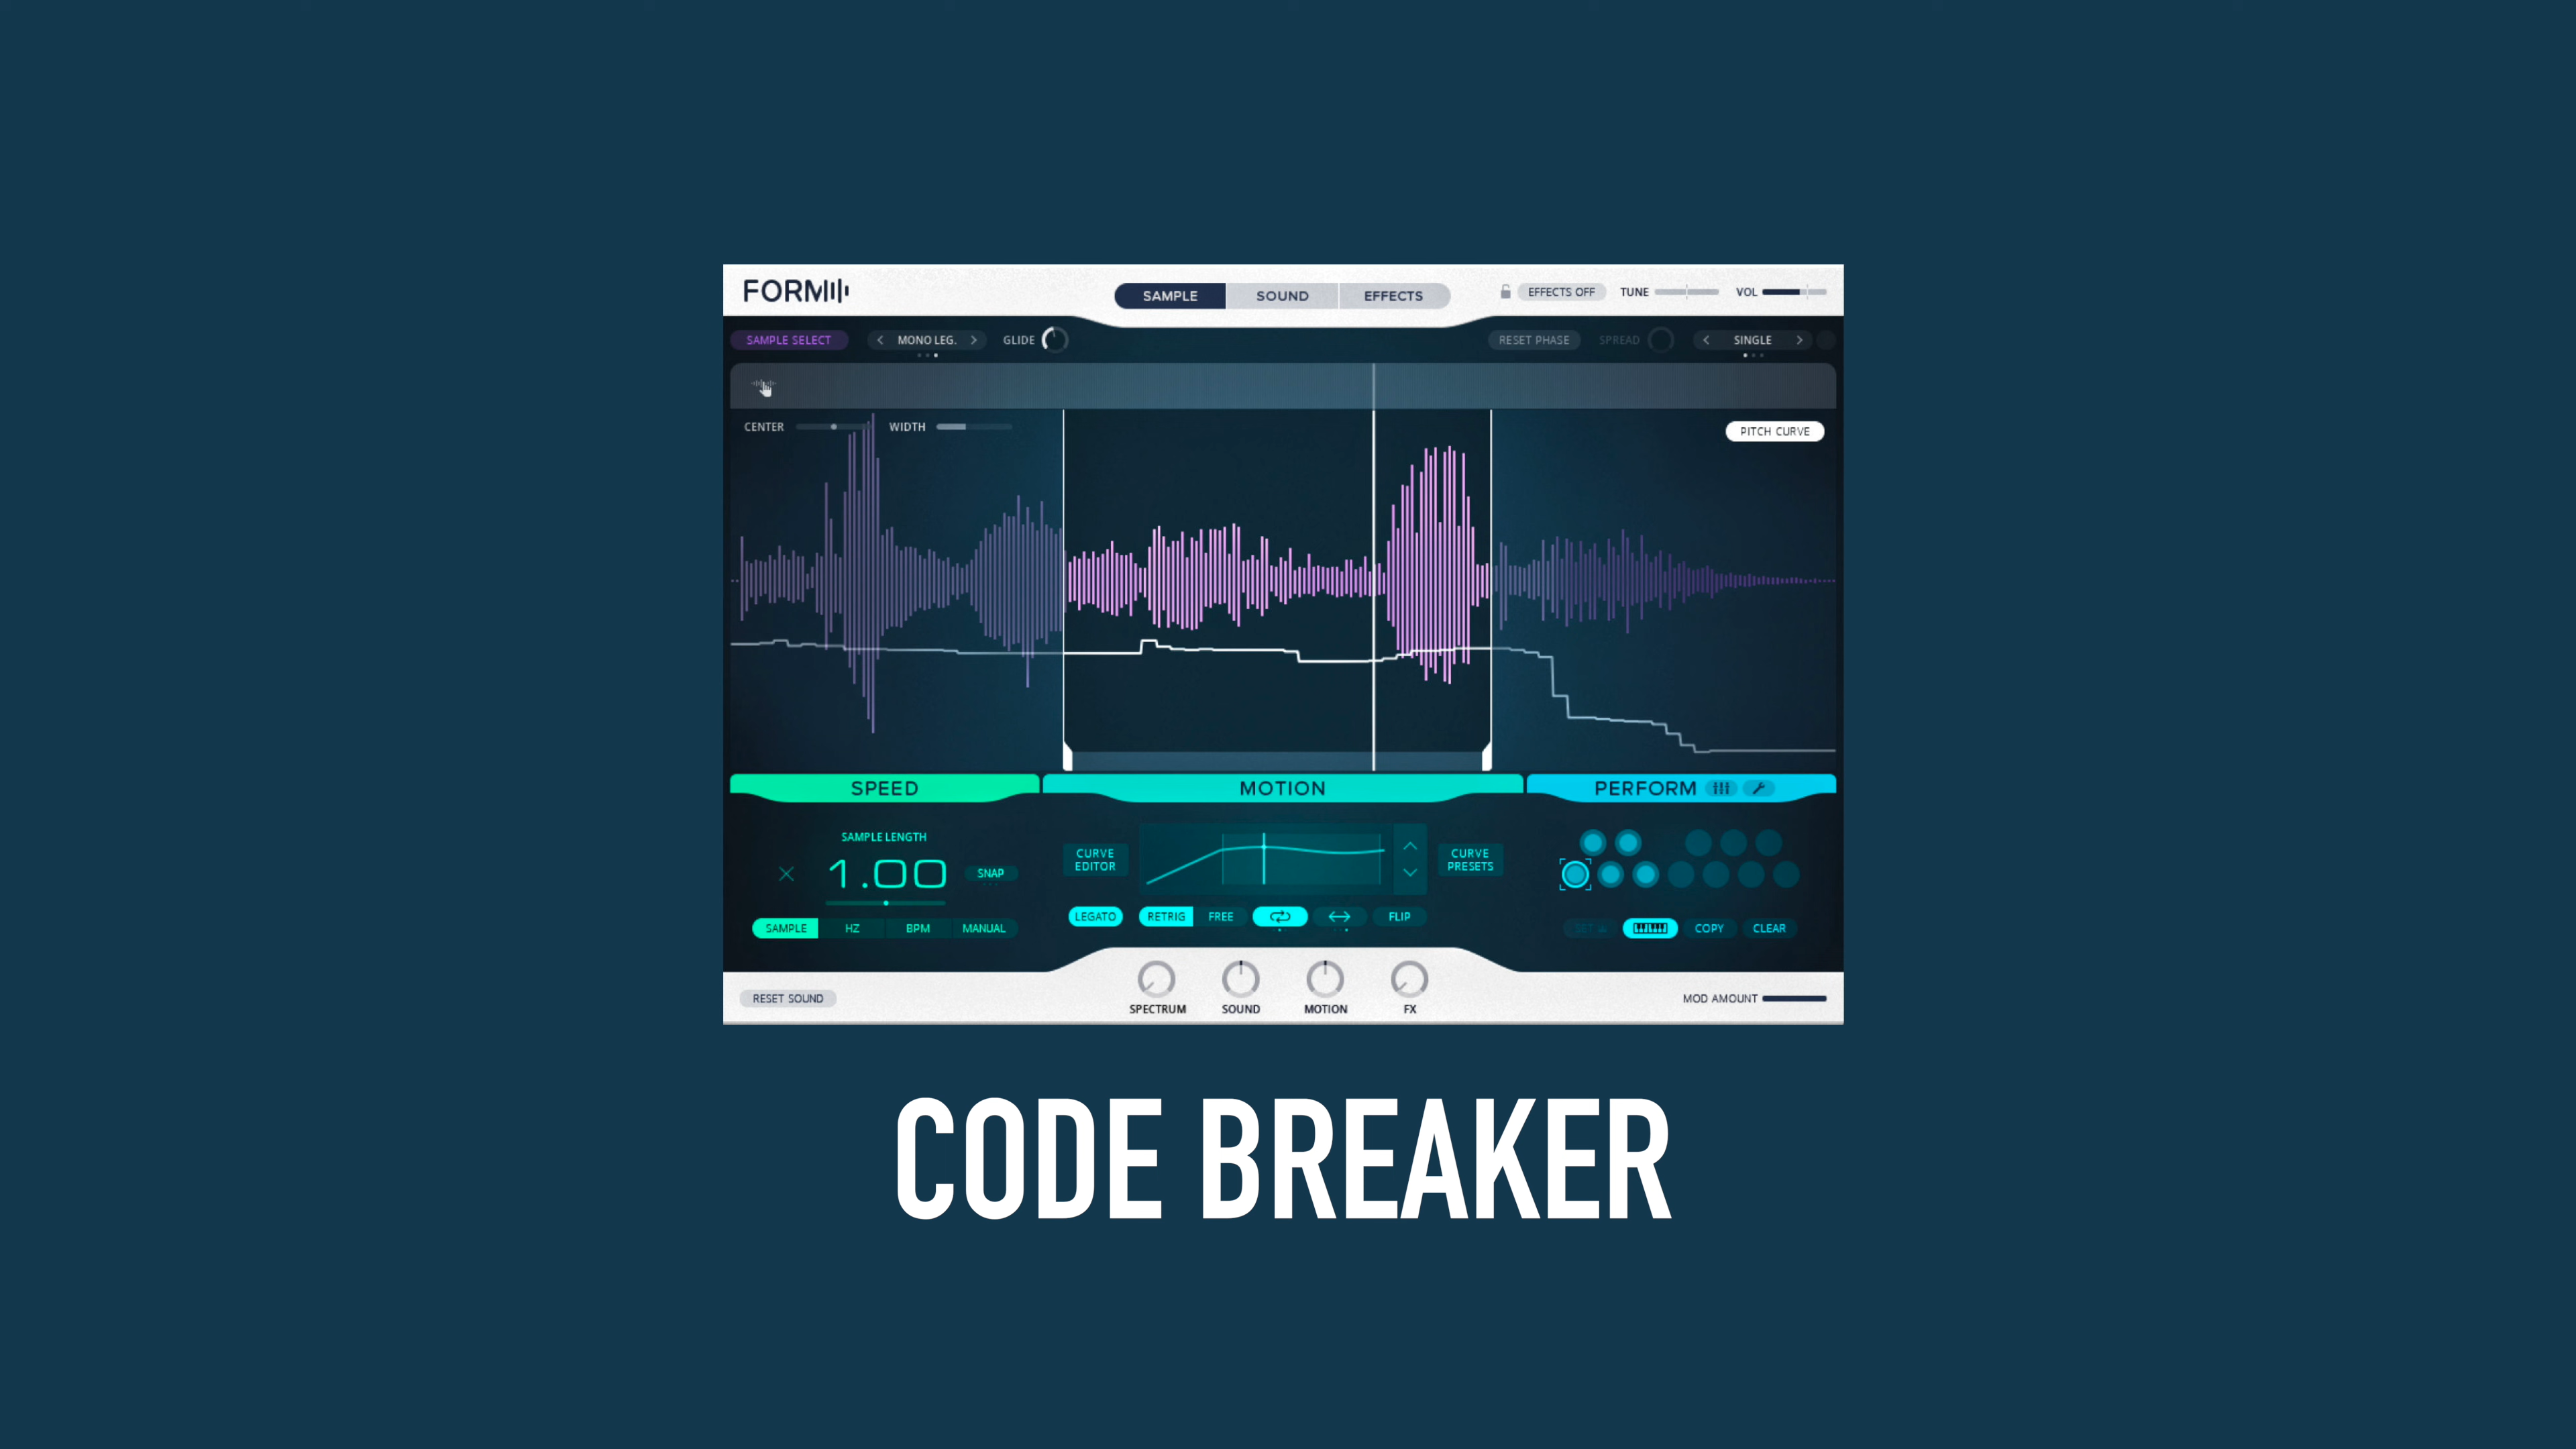 FORM
SAMPLE SOUND EFFECTS
EFFECTS OFF TUNE VOL
SAMPLE SELECT MONO LEG. GLIDE RESET PHASE SPREAD SINGLE
CENTER WIDTH PITCH CURVE
SPEED MOTION PERFORM
SAMPLE LENGTH
1.00 SNAP
SAMPLE HZ BPM MANUAL
CURVE
EDITOR
CURVE
PRESETS
LEGATO RETRIG FREE FLIP
SET COPY CLEAR
RESET SOUND
SPECTRUM SOUND MOTION FX
MOD AMOUNT
CODE BREAKER